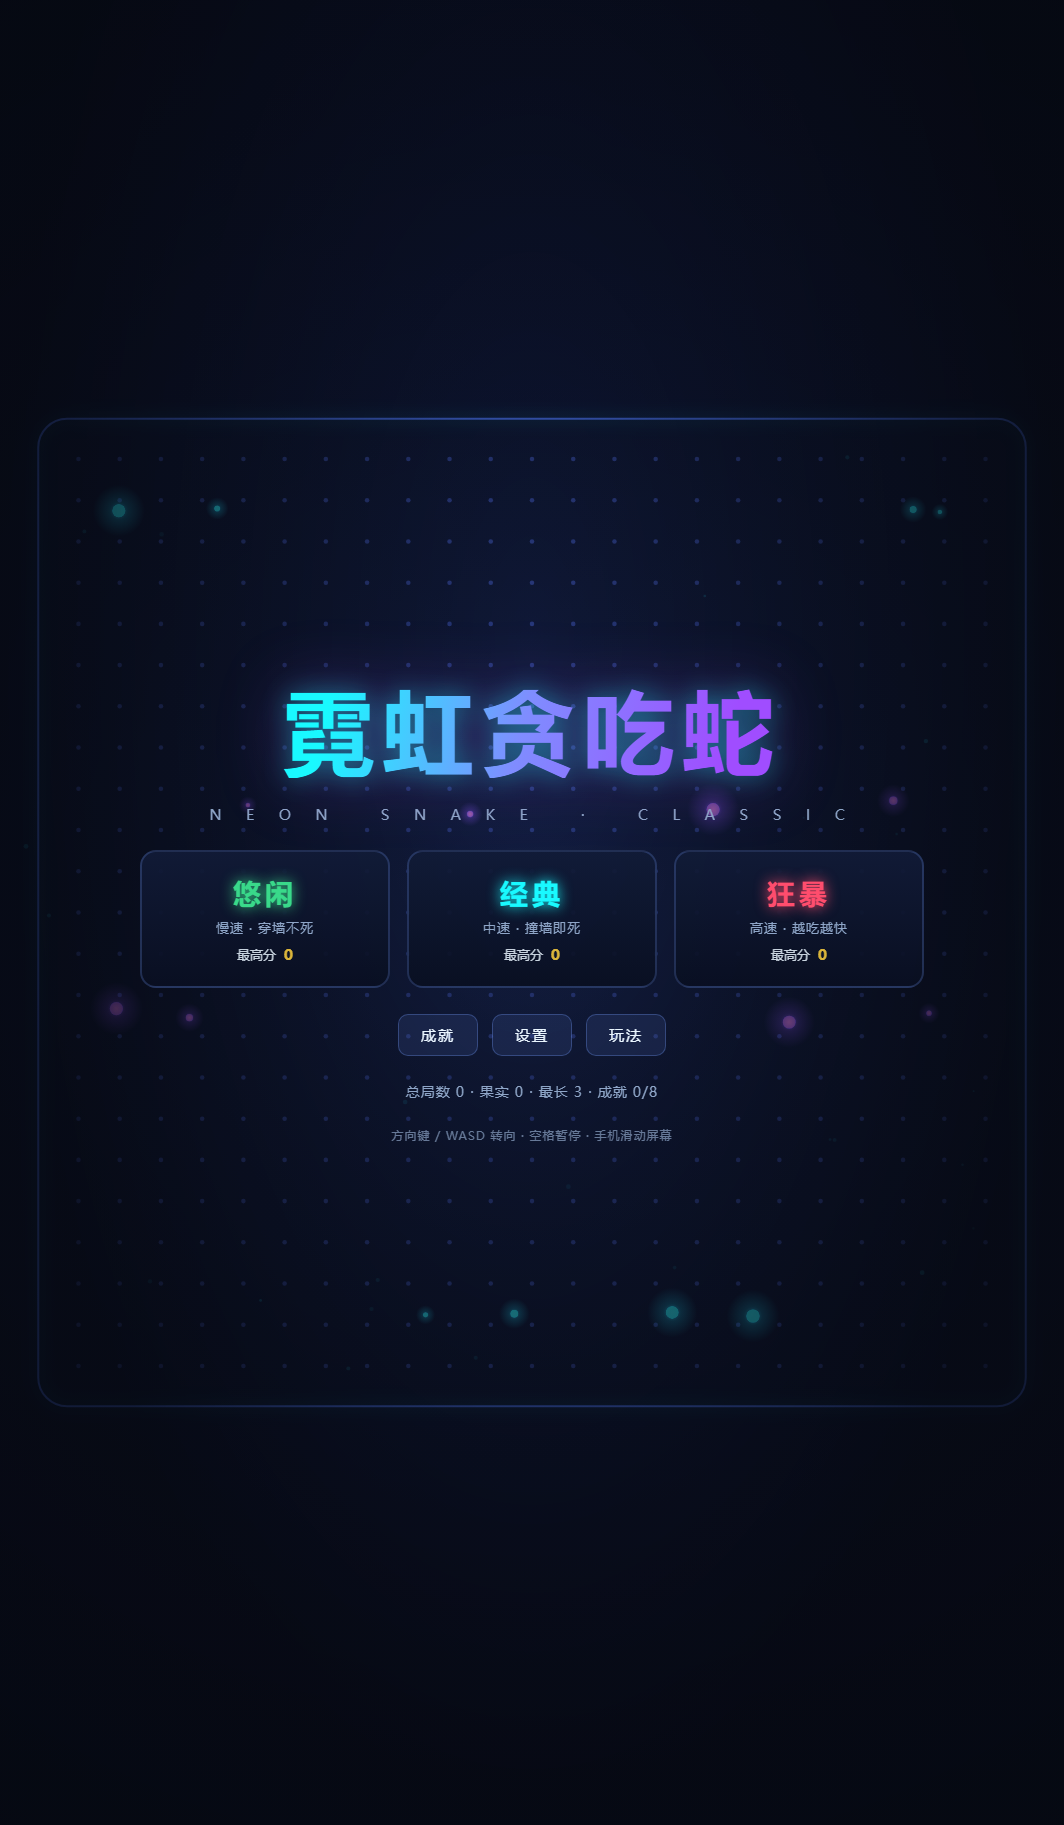 霓虹贪吃蛇
NEON SNAKE · CLASSIC
悠闲
慢速 · 穿墙不死
最高分 0
经典
中速 · 撞墙即死
最高分 0
狂暴
高速 · 越吃越快
最高分 0
成就
设置
玩法
总局数 0 · 果实 0 · 最长 3 · 成就 0/8
方向键 / WASD 转向 · 空格暂停 · 手机滑动屏幕